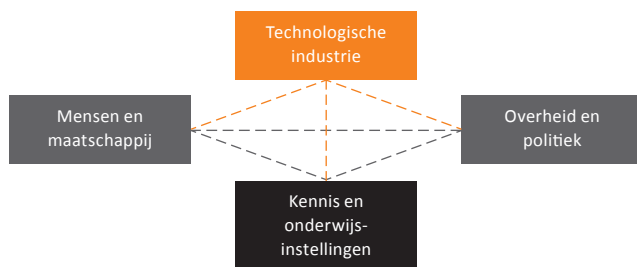 Technologische
industrie
Mensen en
maatschappij
Overheid en
politiek
Kennis en
onderwijs-
instellingen